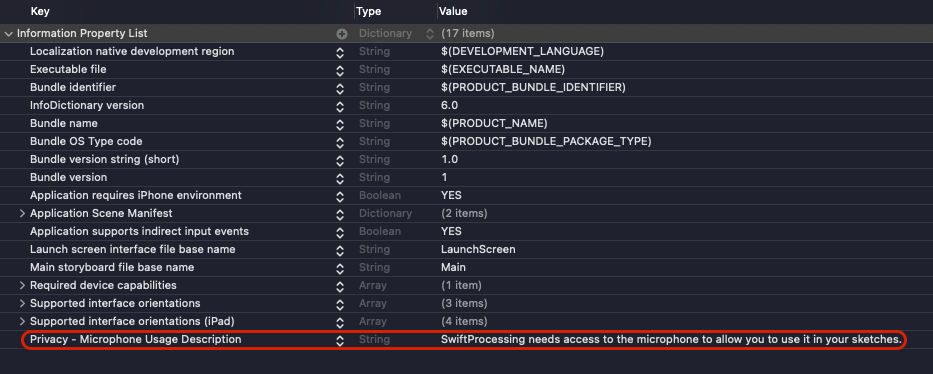 Key Type Value
Information Property List Dictionary (17 items)
Localization native development region String $(DEVELOPMENT_LANGUAGE)
Executable file String $(EXECUTABLE_NAME)
Bundle identifier String $(PRODUCT_BUNDLE_IDENTIFIER)
InfoDictionary version String 6.0
Bundle name String $(PRODUCT_NAME)
Bundle OS Type code String $(PRODUCT_BUNDLE_PACKAGE_TYPE)
Bundle version string (short) String 1.0
Bundle version String 1
Application requires iPhone environment Boolean YES
Application Scene Manifest Dictionary (2 items)
Application supports indirect input events Boolean YES
Launch screen interface file base name String LaunchScreen
Main storyboard file base name String Main
Required device capabilities Array (1 item)
Supported interface orientations Array (3 items)
Supported interface orientations (iPad) Array (4 items)
Privacy - Microphone Usage Description String SwiftProcessing needs access to the microphone to allow you to use it in your sketches.